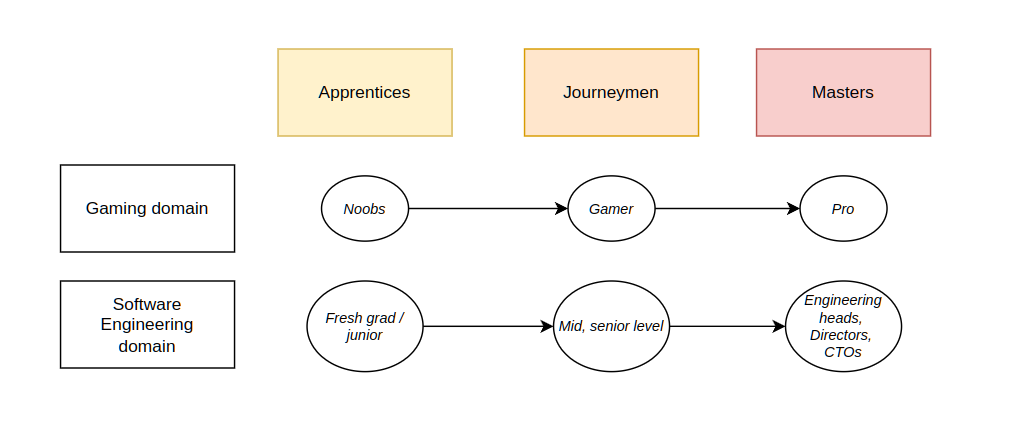 Apprentices
Journeymen
Masters
Gaming domain
Noobs
Gamer
Pro
Software
Engineering
domain
Fresh grad /
junior
Mid, senior level
Engineering
heads,
Directors,
CTOs